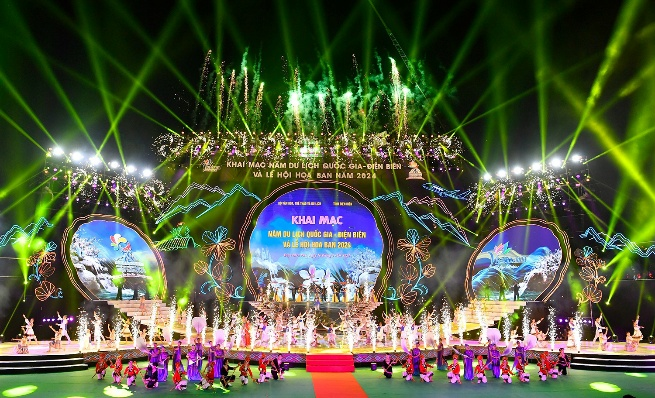 KHAI MẠC NĂM DU LỊCH QUỐC GIA - ĐIỆN BIÊN
VÀ LỄ HỘI HOA BAN NĂM 2024
KHAI MẠC
NĂM DU LỊCH QUỐC GIA - ĐIỆN BIÊN
VÀ LỄ HỘI HOA BAN 2024